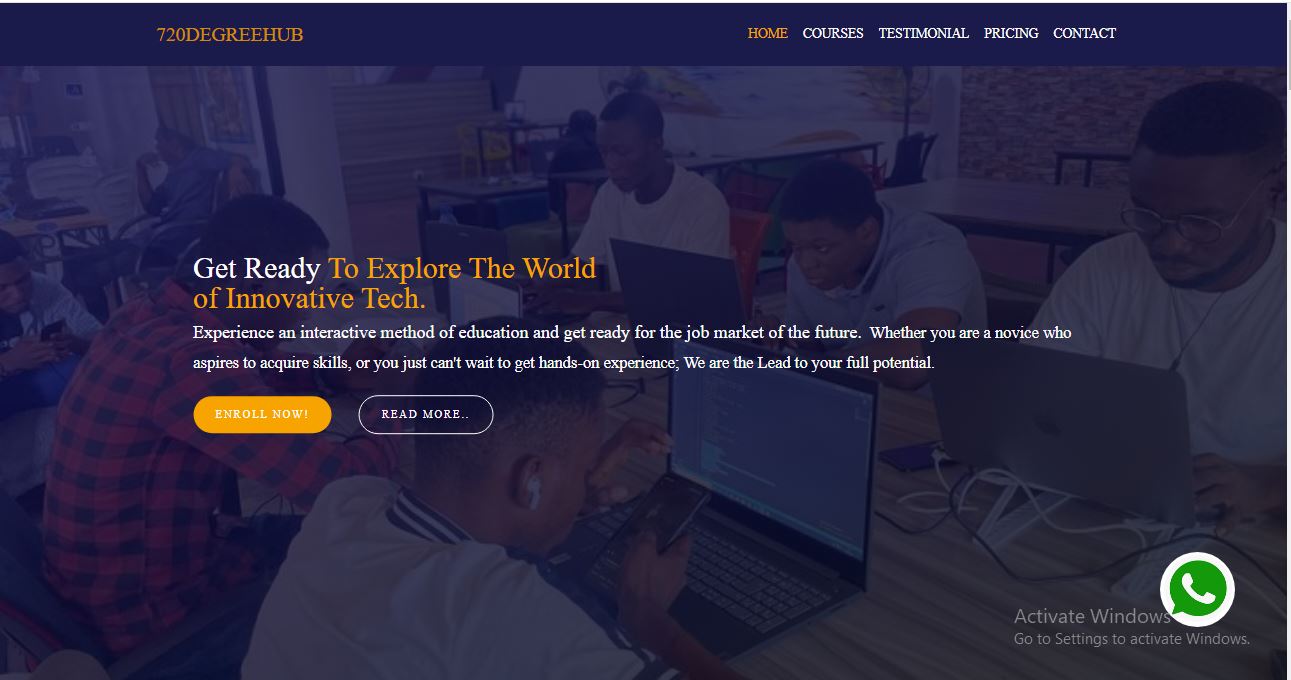 720DEGREEHUB
HOME COURSES TESTIMONIAL PRICING CONTACT
Get Ready To Explore The World
of Innovative Tech.
Experience an interactive method of education and get ready for the job market of the future. Whether you are a novice who
aspires to acquire skills, or you just can't wait to get hands-on experience; We are the Lead to your full potential.
ENROLL NOW! READ MORE..
Activate Windows
Go to Settings to activate Windows.